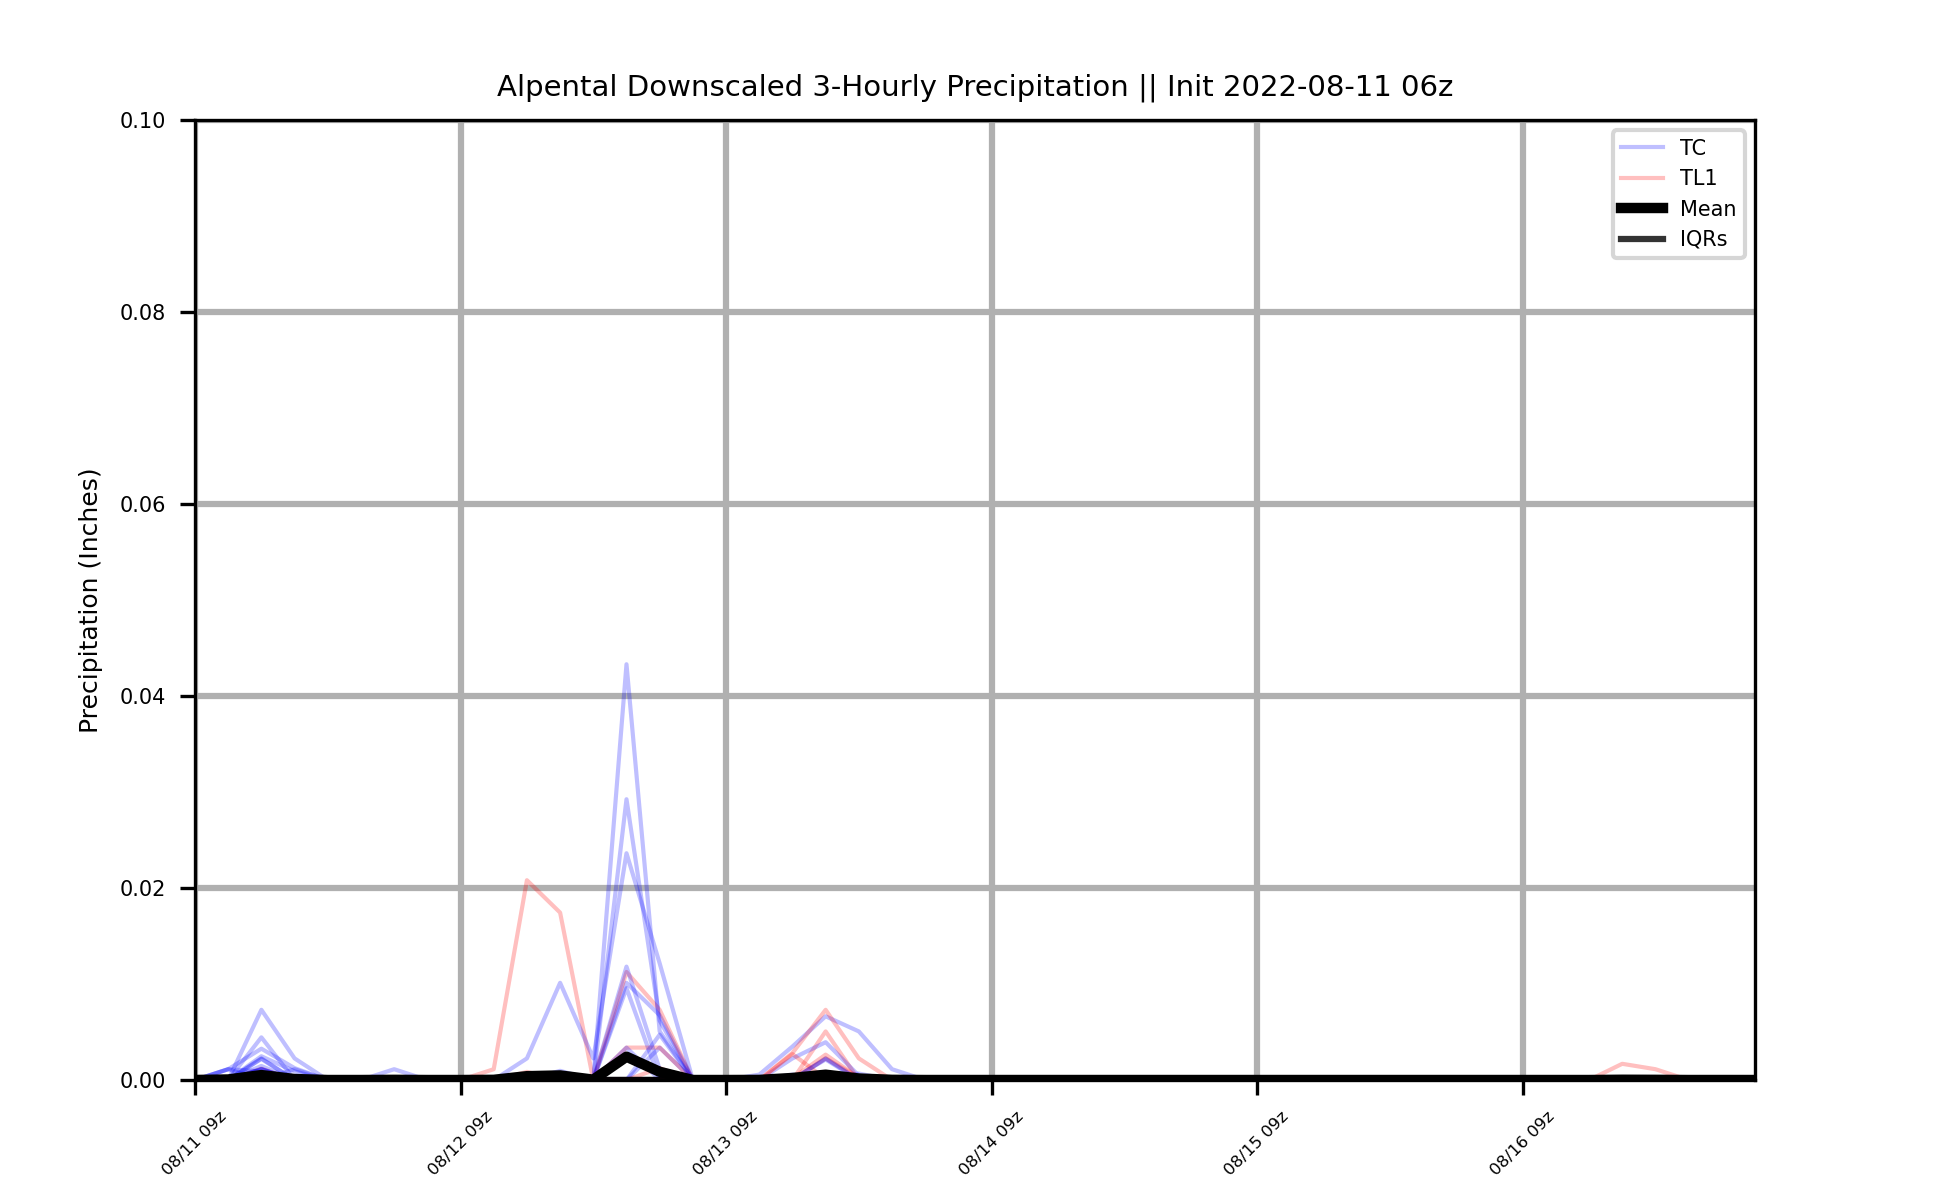 Alpental Downscaled 3-Hourly Precipitation || Init 2022-08-11 06z
0.10
0.08
0.06
0.04
0.02
0.00
Precipitation (Inches)
TC
TL1
Mean
IQRs
08/11 09z
08/12 09z
08/13 09z
08/14 09z
08/15 09z
08/16 09z